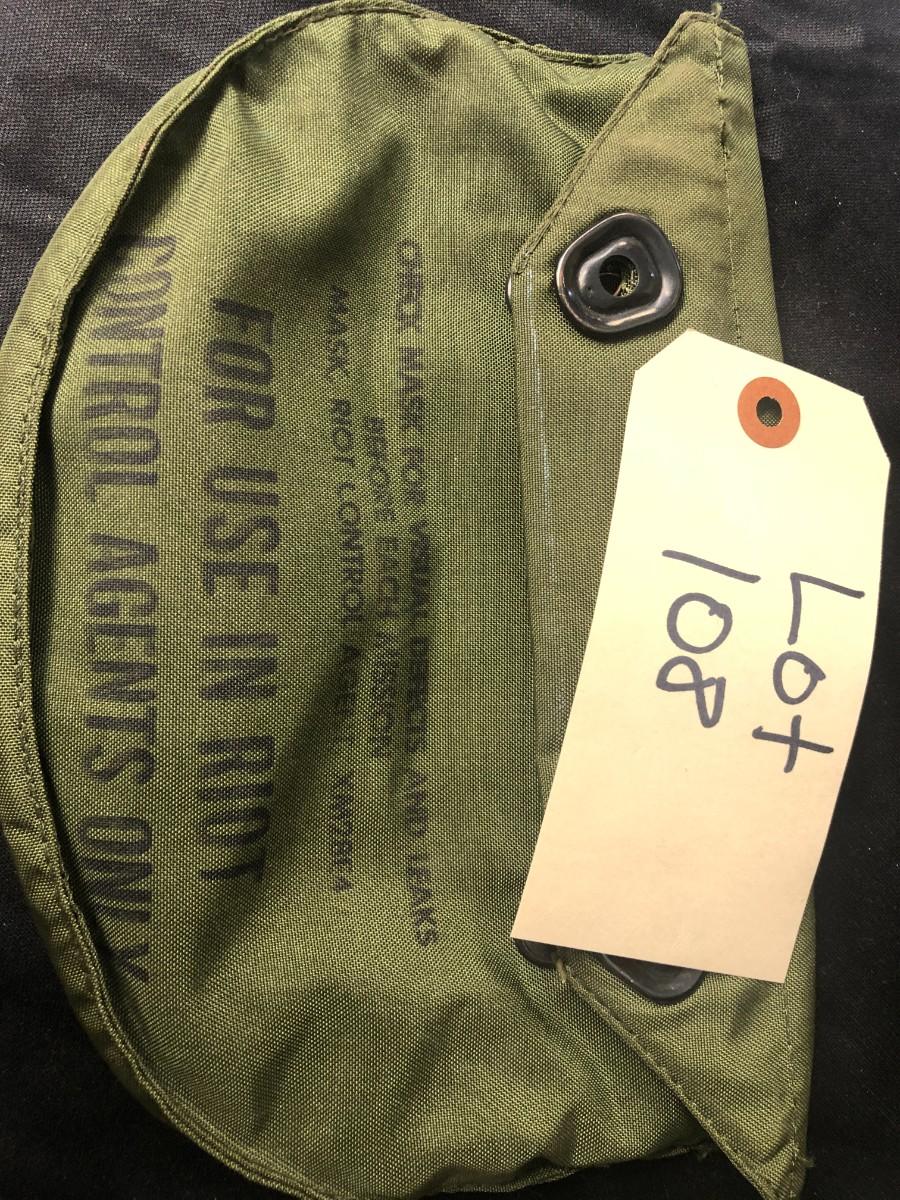 Lot
108
CHECK MASK FOR VISUAL DEFECTS AND LEAKS
BEFORE EACH MISSION
MASK RIOT CONTROL AGENT XM28E4
FOR USE IN RIOT
CONTROL AGENTS ONLY